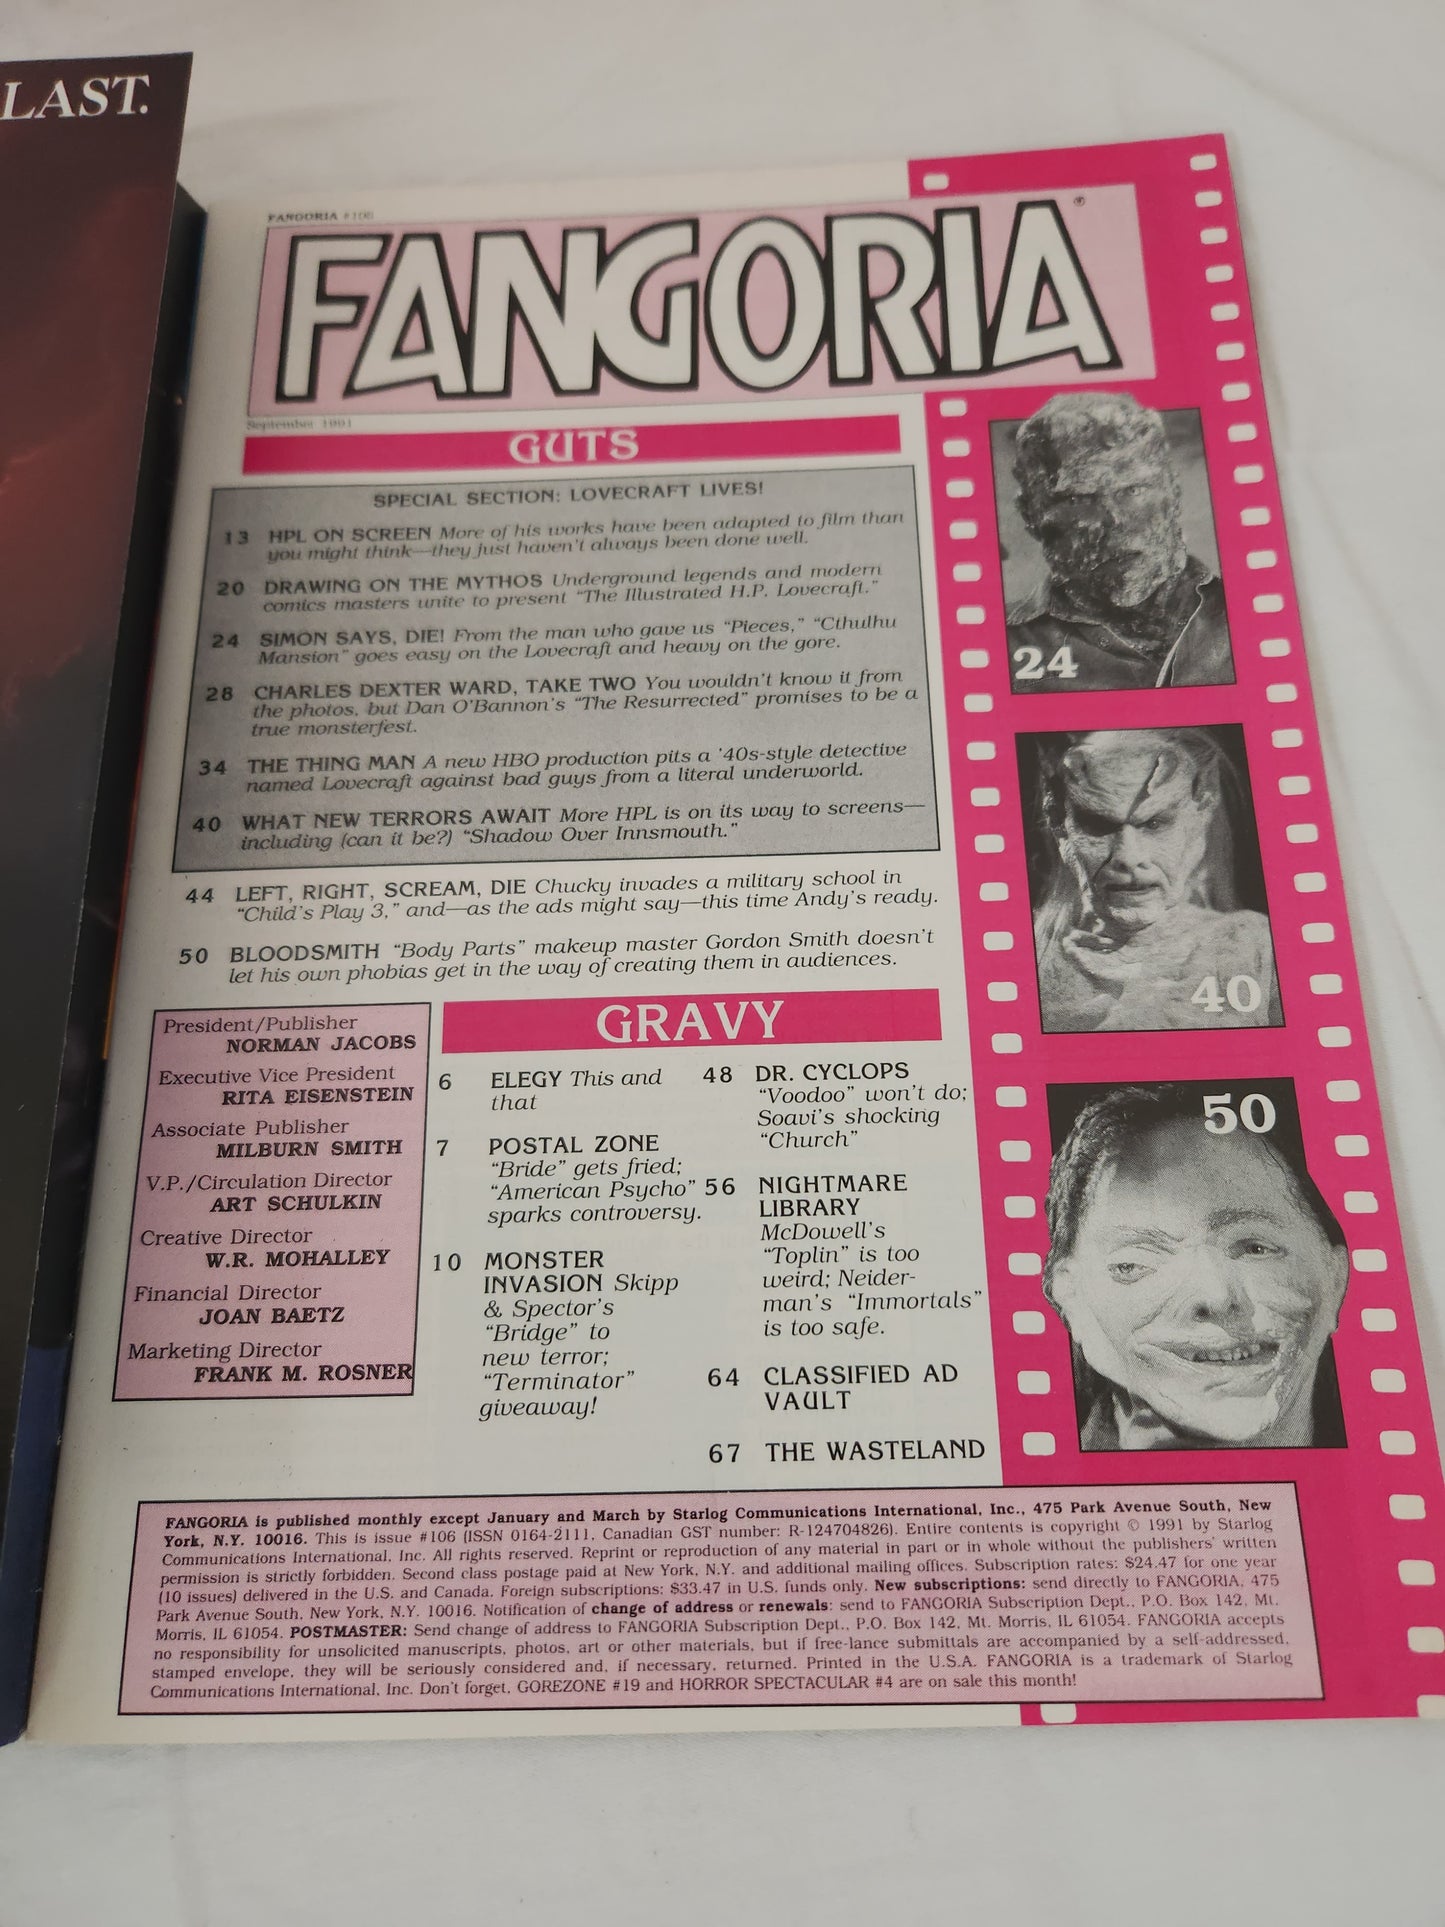 LAST.
FANGORIA #106
FANGORIA®
September 1991
GUTS
SPECIAL SECTION: LOVECRAFT LIVES!
13 HPL ON SCREEN More of his works have been adapted to film than
you might think—they just haven't always been done well.
20 DRAWING ON THE MYTHOS Underground legends and modern
comics masters unite to present "The Illustrated H.P. Lovecraft."
24 SIMON SAYS, DIE! From the man who gave us "Pieces," "Cthulhu
Mansion" goes easy on the Lovecraft and heavy on the gore.
28 CHARLES DEXTER WARD, TAKE TWO You wouldn't know it from
the photos, but Dan O'Bannon's "The Resurrected" promises to be a
true monsterfest.
34 THE THING MAN A new HBO production pits a '40s-style detective
named Lovecraft against bad guys from a literal underworld.
40 WHAT NEW TERRORS AWAIT More HPL is on its way to screens—
including (can it be?) "Shadow Over Innsmouth."
44 LEFT, RIGHT, SCREAM, DIE Chucky invades a military school in
"Child's Play 3," and—as the ads might say—this time Andy's ready.
50 BLOODSMITH "Body Parts" makeup master Gordon Smith doesn't
let his own phobias get in the way of creating them in audiences.
24
40
50
President/Publisher
NORMAN JACOBS
Executive Vice President
RITA EISENSTEIN
Associate Publisher
MILBURN SMITH
V.P./Circulation Director
ART SCHULKIN
Creative Director
W.R. MOHALLEY
Financial Director
JOAN BAETZ
Marketing Director
FRANK M. ROSNER
GRAVY
6 ELEGY This and
that
7 POSTAL ZONE
"Bride" gets fried;
"American Psycho"
sparks controversy.
10 MONSTER
INVASION Skipp
& Spector's
"Bridge" to
new terror;
"Terminator"
giveaway!
48 DR. CYCLOPS
"Voodoo" won't do;
Soavi's shocking
"Church"
56 NIGHTMARE
LIBRARY
McDowell's
"Toplin" is too
weird; Neider-
man's "Immortals"
is too safe.
64 CLASSIFIED AD
VAULT
67 THE WASTELAND
FANGORIA is published monthly except January and March by Starlog Communications International, Inc., 475 Park Avenue South, New
York, N.Y. 10016. This is issue #106 (ISSN 0164-2111, Canadian GST number: R-124704826). Entire contents is copyright © 1991 by Starlog
Communications International, Inc. All rights reserved. Reprint or reproduction of any material in part or in whole without the publishers' written
permission is strictly forbidden. Second class postage paid at New York, N.Y. and additional mailing offices. Subscription rates: $24.47 for one year
(10 issues) delivered in the U.S. and Canada. Foreign subscriptions: $33.47 in U.S. funds only. New subscriptions: send directly to FANGORIA, 475
Park Avenue South, New York, N.Y. 10016. Notification of change of address or renewals: send to FANGORIA Subscription Dept., P.O. Box 142, Mt.
Morris, IL 61054. POSTMASTER: Send change of address to FANGORIA Subscription Dept., P.O. Box 142, Mt. Morris, IL 61054. FANGORIA accepts
no responsibility for unsolicited manuscripts, photos, art or other materials, but if free-lance submittals are accompanied by a self-addressed,
stamped envelope, they will be seriously considered and, if necessary, returned. Printed in the U.S.A. FANGORIA is a trademark of Starlog
Communications International, Inc. Don't forget, GOREZONE #19 and HORROR SPECTACULAR #4 are on sale this month!